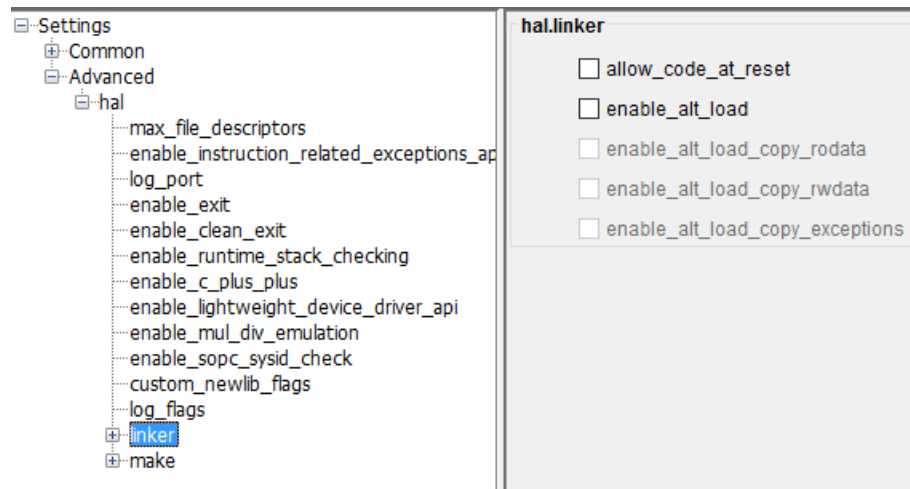 Settings
Common
Advanced
hal
max_file_descriptors
enable_instruction_related_exceptions_ap
log_port
enable_exit
enable_clean_exit
enable_runtime_stack_checking
enable_c_plus_plus
enable_lightweight_device_driver_api
enable_mul_div_emulation
enable_sopc_sysid_check
custom_newlib_flags
log_flags
linker
make
hal.linker
allow_code_at_reset
enable_alt_load
enable_alt_load_copy_rodata
enable_alt_load_copy_rwdata
enable_alt_load_copy_exceptions